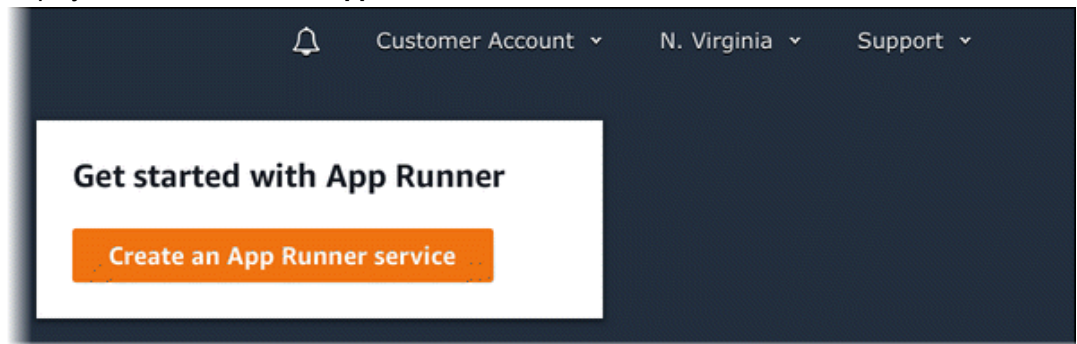 Customer Account N. Virginia Support
Get started with App Runner
Create an App Runner service